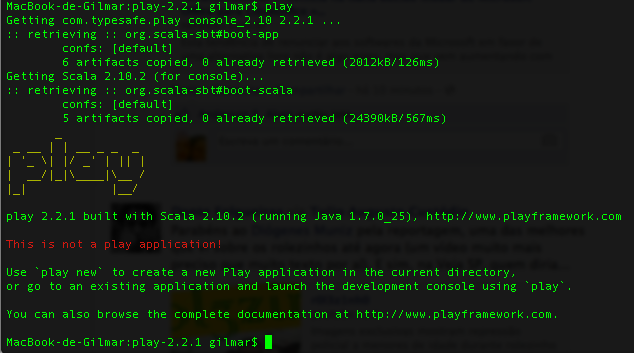 MacBook-de-Gilmar:play-2.2.1 gilmar$ play
Getting com.typesafe.play console_2.10 2.2.1 ...
:: retrieving :: org.scala-sbt#boot-app
confs: [default]
6 artifacts copied, 0 already retrieved (2012kB/126ms)
Getting Scala 2.10.2 (for console)...
:: retrieving :: org.scala-sbt#boot-scala
confs: [default]
5 artifacts copied, 0 already retrieved (24390kB/567ms)
play
play 2.2.1 built with Scala 2.10.2 (running Java 1.7.0_25), http://www.playframework.com
This is not a play application!
Use `play new` to create a new Play application in the current directory,
or go to an existing application and launch the development console using `play`.
You can also browse the complete documentation at http://www.playframework.com.
MacBook-de-Gilmar:play-2.2.1 gilmar$